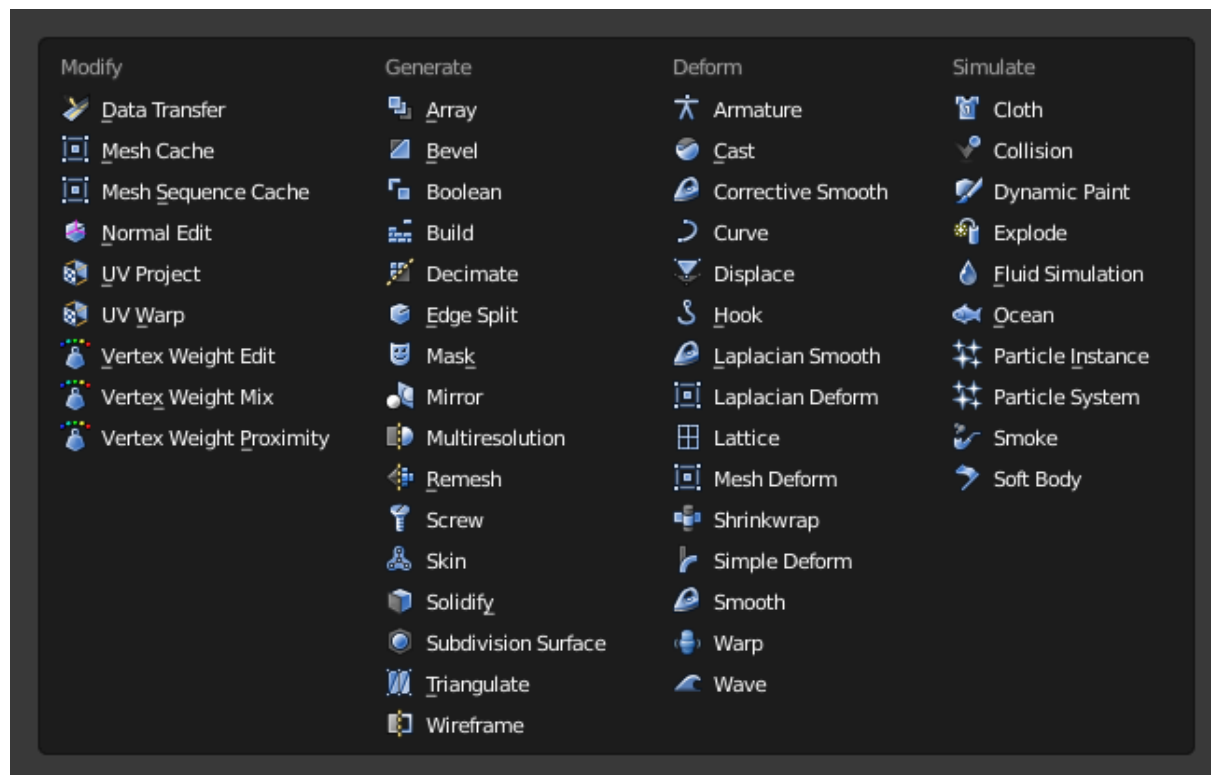 Modify
Data Transfer
Mesh Cache
Mesh Sequence Cache
Normal Edit
UV Project
UV Warp
Vertex Weight Edit
Vertex Weight Mix
Vertex Weight Proximity
Generate
Array
Bevel
Boolean
Build
Decimate
Edge Split
Mask
Mirror
Multiresolution
Remesh
Screw
Skin
Solidify
Subdivision Surface
Triangulate
Wireframe
Deform
Armature
Cast
Corrective Smooth
Curve
Displace
Hook
Laplacian Smooth
Laplacian Deform
Lattice
Mesh Deform
Shrinkwrap
Simple Deform
Smooth
Warp
Wave
Simulate
Cloth
Collision
Dynamic Paint
Explode
Fluid Simulation
Ocean
Particle Instance
Particle System
Smoke
Soft Body